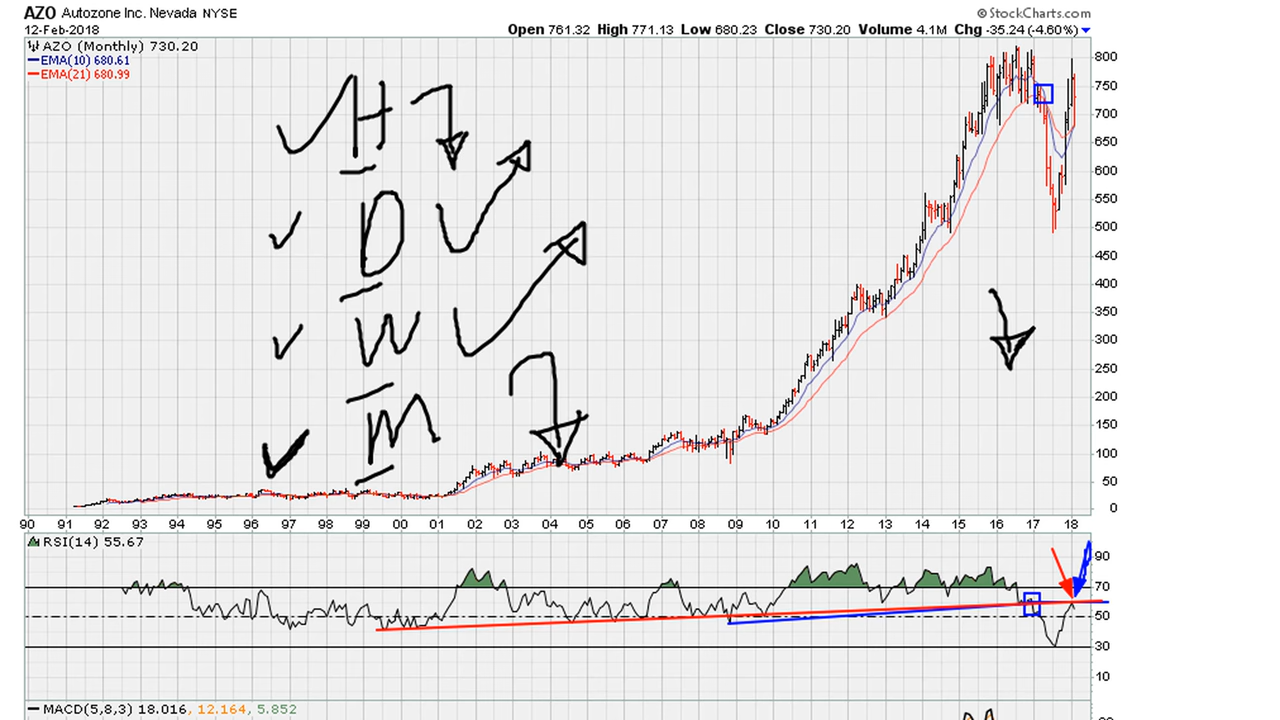 AZO Autozone Inc. Nevada NYSE
© StockCharts.com
12-Feb-2018
Open 761.32 High 771.13 Low 680.23 Close 730.20 Volume 4.1M Chg -35.24 (-4.60%)
AZO (Monthly) 730.20
EMA(10) 680.61
EMA(21) 680.99
H
D
W
m
800
750
700
650
600
550
500
450
400
350
300
250
200
150
100
50
0
90 91 92 93 94 95 96 97 98 99 00 01 02 03 04 05 06 07 08 09 10 11 12 13 14 15 16 17 18
RSI(14) 55.67
90
70
50
30
10
MACD(5,8,3) 18.016, 12.164, 5.852